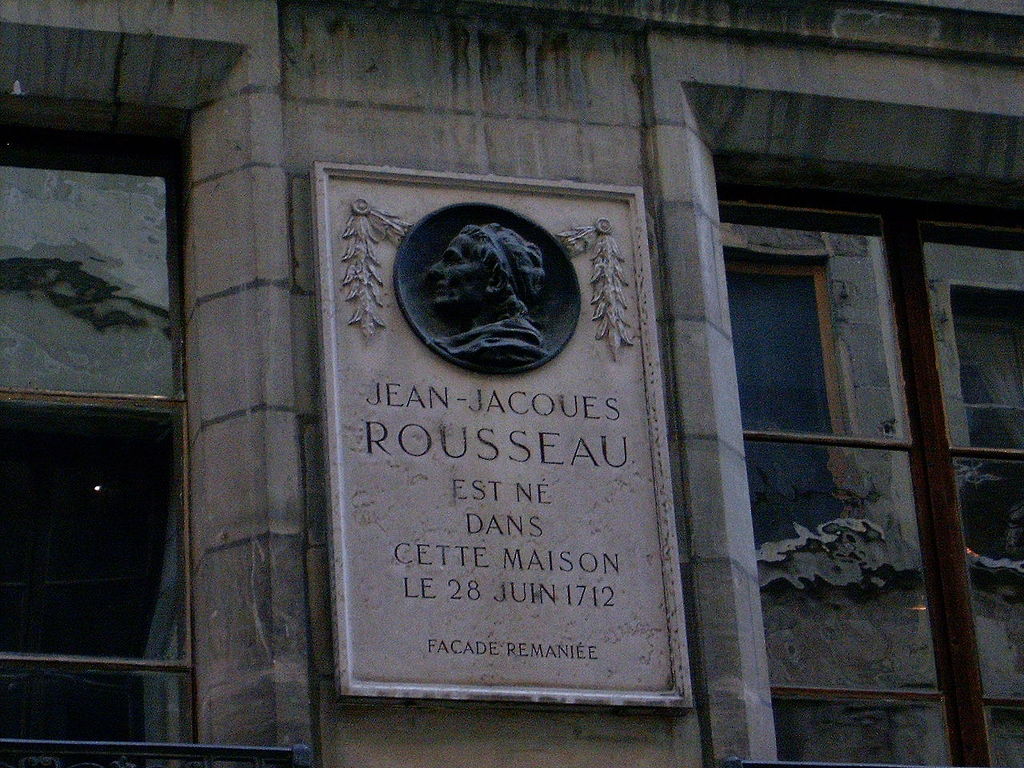 JEAN-JACQUES
ROUSSEAU
EST NÉ
DANS
CETTE MAISON
LE 28 JUIN 1712
FACADE REMANIÉE